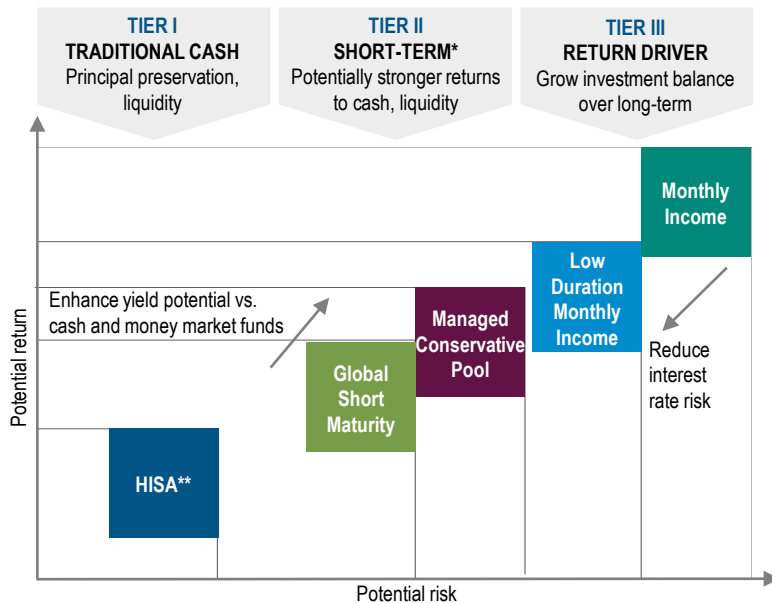 TIER I
TRADITIONAL CASH
Principal preservation,
liquidity
TIER II
SHORT-TERM*
Potentially stronger returns
to cash, liquidity
TIER III
RETURN DRIVER
Grow investment balance
over long-term
Potential return
Monthly
Income
Low
Duration
Monthly
Income
Enhance yield potential vs.
cash and money market funds
Managed
Conservative
Pool
Reduce
interest
rate risk
Global
Short
Maturity
HISA**
Potential risk